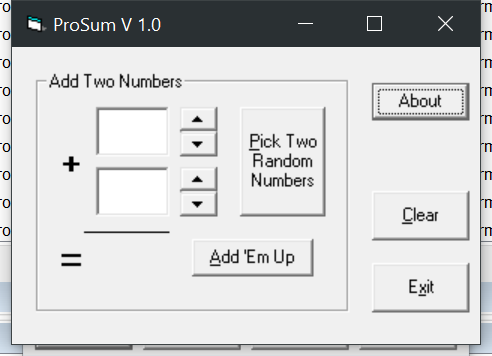 ProSum V 1.0
Add Two Numbers
About
+
Pick Two
Random
Numbers
Clear
=
Add 'Em Up
Exit